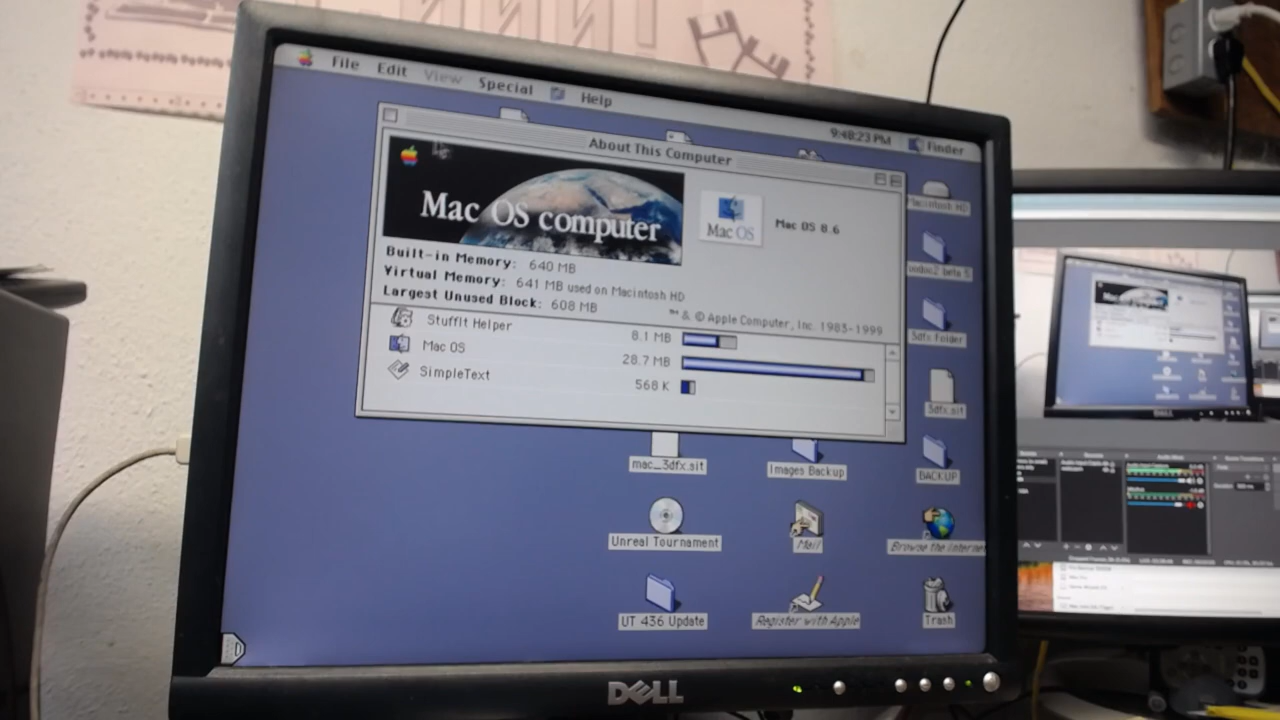 File Edit View Special Help 9:48:23 PM Finder
About This Computer
Mac OS computer
Mac OS
Mac OS 8.6
Built-in Memory: 640 MB
Virtual Memory: 641 MB used on Macintosh HD
Largest Unused Block: 608 MB
™ & © Apple Computer, Inc. 1983-1999
StuffIt Helper 8.1 MB
Mac OS 28.7 MB
SimpleText 568 K
Macintosh HD
voodoo2 beta 5
3dfx Folder
3dfx.sit
mac_3dfx.sit
Images Backup
BACKUP
Unreal Tournament
Mail
Browse the Internet
UT 436 Update
Register with Apple
Trash
DELL
DELL